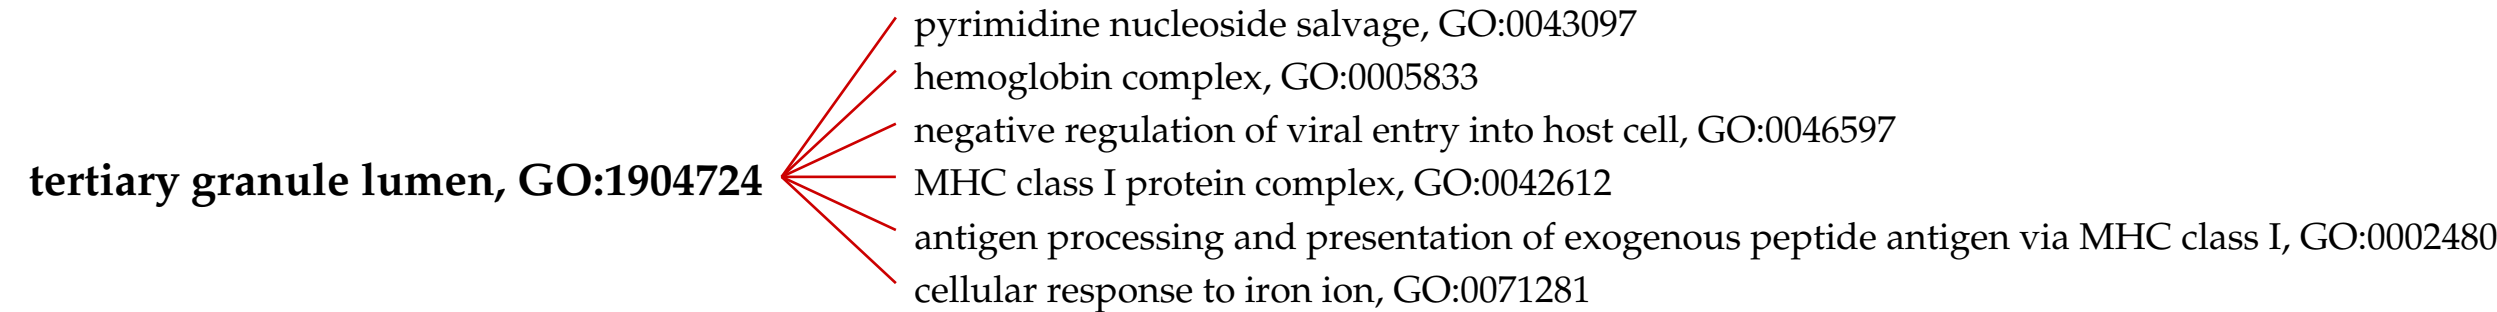 pyrimidine nucleoside salvage, GO:0043097
hemoglobin complex, GO:0005833
negative regulation of viral entry into host cell, GO:0046597
tertiary granule lumen, GO:1904724
MHC class I protein complex, GO:0042612
antigen processing and presentation of exogenous peptide antigen via MHC class I, GO:0002480
cellular response to iron ion, GO:0071281